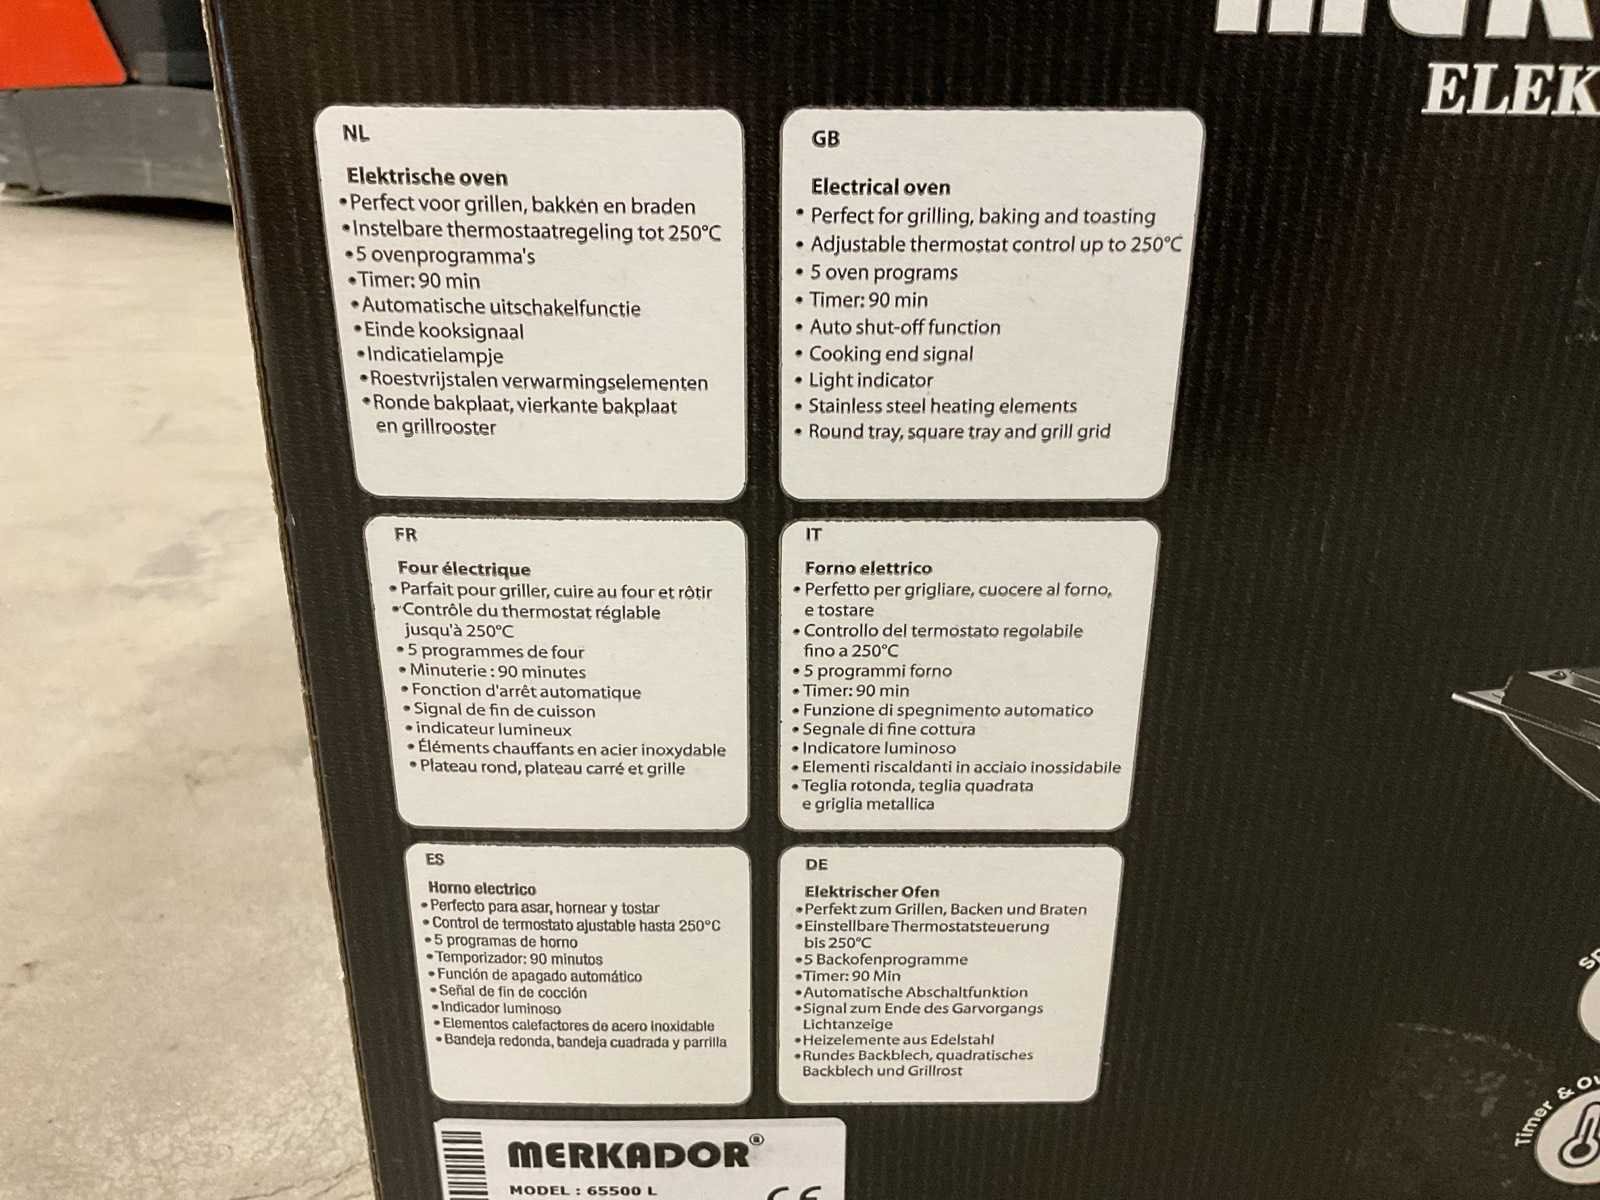 ELEK
NL
Elektrische oven
• Perfect voor grillen, bakken en braden
• Instelbare thermostaatregeling tot 250°C
• 5 ovenprogramma's
• Timer: 90 min
• Automatische uitschakelfunctie
• Einde kooksignaal
• Indicatielampje
• Roestvrijstalen verwarmingselementen
• Ronde bakplaat, vierkante bakplaat
en grillrooster
GB
Electrical oven
• Perfect for grilling, baking and toasting
• Adjustable thermostat control up to 250°C
• 5 oven programs
• Timer: 90 min
• Auto shut-off function
• Cooking end signal
• Light indicator
• Stainless steel heating elements
• Round tray, square tray and grill grid
FR
Four électrique
• Parfait pour griller, cuire au four et rôtir
• Contrôle du thermostat réglable
jusqu'à 250°C
• 5 programmes de four
• Minuterie : 90 minutes
• Fonction d'arrêt automatique
• Signal de fin de cuisson
• indicateur lumineux
• Éléments chauffants en acier inoxydable
• Plateau rond, plateau carré et grille
IT
Forno elettrico
• Perfetto per grigliare, cuocere al forno,
e tostare
• Controllo del termostato regolabile
fino a 250°C
• 5 programmi forno
• Timer: 90 min
• Funzione di spegnimento automatico
• Segnale di fine cottura
• Indicatore luminoso
• Elementi riscaldanti in acciaio inossidabile
• Teglia rotonda, teglia quadrata
e griglia metallica
ES
Horno electrico
• Perfecto para asar, hornear y tostar
• Control de termostato ajustable hasta 250°C
• 5 programas de horno
• Temporizador: 90 minutos
• Función de apagado automático
• Señal de fin de cocción
• Indicador luminoso
• Elementos calefactores de acero inoxidable
• Bandeja redonda, bandeja cuadrada y parrilla
DE
Elektrischer Ofen
• Perfekt zum Grillen, Backen und Braten
• Einstellbare Thermostatsteuerung
bis 250°C
• 5 Backofenprogramme
• Timer: 90 Min
• Automatische Abschaltfunktion
• Signal zum Ende des Garvorgangs
Lichtanzeige
• Heizelemente aus Edelstahl
• Rundes Backblech, quadratisches
Backblech und Grillrost
Timer &
MERKADOR®
MODEL : 65500 L
CE